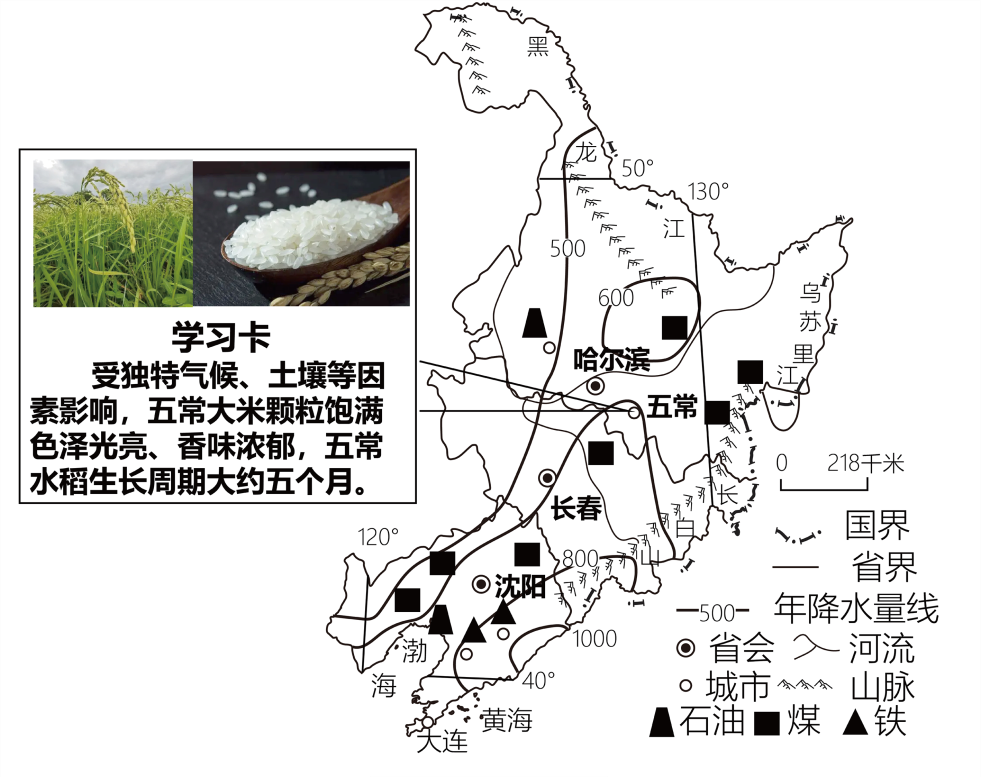 学习卡
受独特气候、土壤等因
素影响，五常大米颗粒饱满
色泽光亮、香味浓郁，五常
水稻生长周期大约五个月。
黑
龙
江
50°
130°
500
600
乌
苏
里
江
哈尔滨
五常
长春
长
白
山
120°
800
沈阳
1000
渤
海
40°
黄海
大连
0 218千米
国界
省界
500 年降水量线
省会 河流
城市 山脉
石油 煤 铁